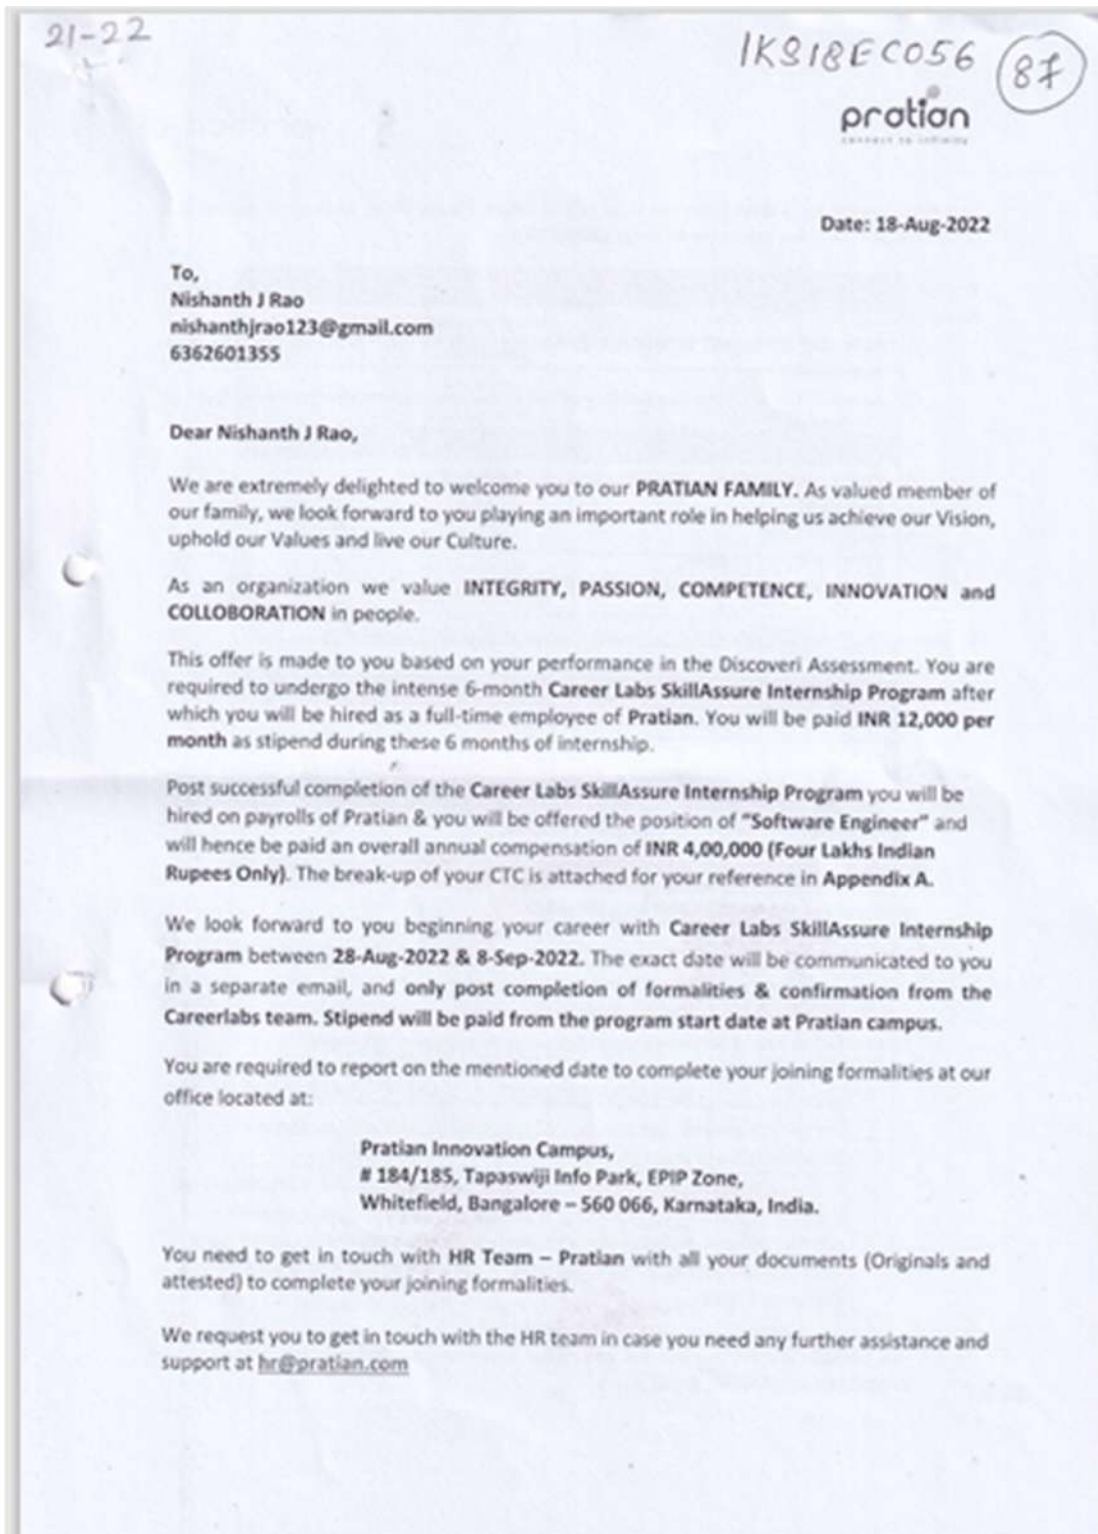 21-22
1KS18EC056
87
pratian
connect to infinity
Date: 18-Aug-2022
To,
Nishanth J Rao
nishanthjrao123@gmail.com
6362601355
Dear Nishanth J Rao,
We are extremely delighted to welcome you to our PRATIAN FAMILY. As valued member of
our family, we look forward to you playing an important role in helping us achieve our Vision,
uphold our Values and live our Culture.
As an organization we value INTEGRITY, PASSION, COMPETENCE, INNOVATION and
COLLOBORATION in people.
This offer is made to you based on your performance in the Discoveri Assessment. You are
required to undergo the intense 6-month Career Labs SkillAssure Internship Program after
which you will be hired as a full-time employee of Pratian. You will be paid INR 12,000 per
month as stipend during these 6 months of internship.
Post successful completion of the Career Labs SkillAssure Internship Program you will be
hired on payrolls of Pratian & you will be offered the position of "Software Engineer" and
will hence be paid an overall annual compensation of INR 4,00,000 (Four Lakhs Indian
Rupees Only). The break-up of your CTC is attached for your reference in Appendix A.
We look forward to you beginning your career with Career Labs SkillAssure Internship
Program between 28-Aug-2022 & 8-Sep-2022. The exact date will be communicated to you
in a separate email, and only post completion of formalities & confirmation from the
Careerlabs team. Stipend will be paid from the program start date at Pratian campus.
You are required to report on the mentioned date to complete your joining formalities at our
office located at:
Pratian Innovation Campus,
# 184/185, Tapaswiji Info Park, EPIP Zone,
Whitefield, Bangalore – 560 066, Karnataka, India.
You need to get in touch with HR Team – Pratian with all your documents (Originals and
attested) to complete your joining formalities.
We request you to get in touch with the HR team in case you need any further assistance and
support at hr@pratian.com